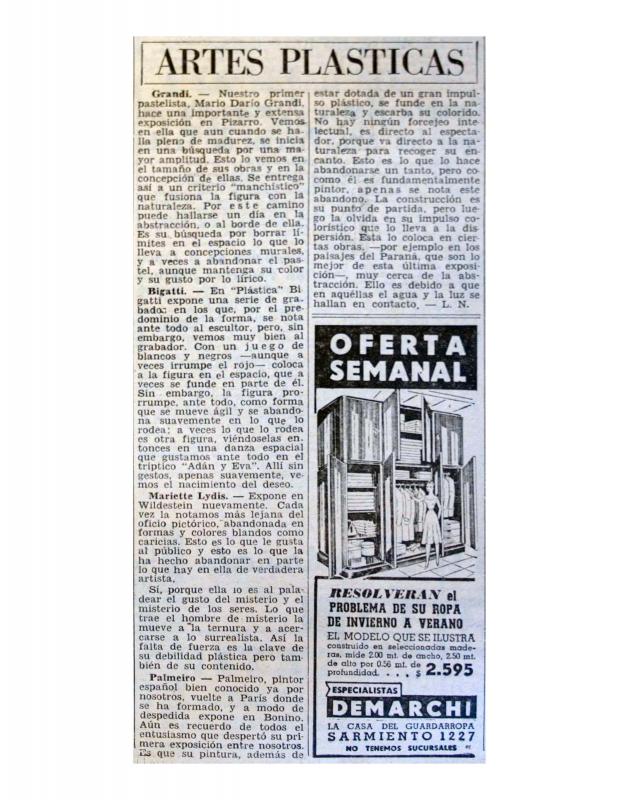 ARTES PLASTICAS
Grandi. — Nuestro primer
pastelista, Mario Darío Grandi,
hace una importante y extensa
exposición en Pizarro. Vemos
en ella que aun cuando se ha-
lla pleno de madurez, se inicia
en una búsqueda por una ma-
yor amplitud. Esto lo vemos en
el tamaño de sus obras y en la
concepción de ellas. Se entrega
así a un criterio "manchístico"
que fusiona la figura con la
naturaleza. Por este camino
puede hallarse un día en la
abstracción, o al borde de ella.
Es su búsqueda por borrar lí-
mites en el espacio lo que lo
lleva a concepciones murales,
y a veces a abandonar el pas-
tel, aunque mantenga su color
y su gusto por lo lírico.
Bigatti. — En "Plástica" Bi
gatti expone una serie de gra-
bados en los que, por el pre-
dominio de la forma, se nota
ante todo al escultor, pero, sin
embargo, vemos muy bien al
grabador. Con un juego de
blancos y negros —aunque a
veces irrumpe el rojo— coloca
a la figura en el espacio, que a
veces se funde en parte de él.
Sin embargo, la figura pro-
rrumpe, ante todo, como forma
que se mueve ágil y se abando-
na suavemente en lo que lo
rodea; a veces lo que lo rodea
es otra figura, viéndoselas en-
tonces en una danza espacial
que gustamos ante todo en el
tríptico "Adán y Eva". Allí sin
gestos, apenas suavemente, ve-
mos el nacimiento del deseo.
Mariette Lydis. — Expone en
Wildestein nuevamente. Cada
vez la notamos más lejana del
oficio pictórico, abandonada en
formas y colores blandos como
caricias. Esto es lo que le gusta
al público y esto es lo que la
ha hecho abandonar en parte
lo que hay en ella de verdadera
artista.
Sí, porque ella lo es al pala-
dear el gusto del misterio y el
misterio de los seres. Lo que
trae el hombre de misterio la
mueve a la ternura y a acer-
carse a lo surrealista. Así la
falta de fuerza es la clave de
su debilidad plástica pero tam-
bién de su contenido.
Palmeiro — Palmeiro, pintor
español bien conocido ya por
nosotros, vuelte a París donde
se ha formado, y a modo de
despedida expone en Bonino.
Aún es recuerdo de todos el
entusiasmo que despertó su pri-
mera exposición entre nosotros.
Es que su pintura, además de
estar dotada de un gran impul-
so plástico, se funde en la na-
turaleza y escarba su colorido.
No hay ningún forcejeo inte-
lectual, es directo al especta-
dor, porque va directo a la na-
turaleza para recoger su en-
canto. Esto es lo que lo hace
abandonarse un tanto, pero co-
como él es fundamentalmente
pintor, apenas se nota este
abandono. La construcción es
su punto de partida, pero lue-
go la olvida en su impulso co-
lorístico que lo lleva a la dis-
persión. Esta lo coloca en cier-
tas obras. —por ejemplo en los
paisajes del Paraná, que son lo
mejor de esta última exposi-
ción—, muy cerca de la abs-
tracción. Ello es debido a que
en aquéllas el agua y la luz se
hallan en contacto. — L. N.
OFERTA
SEMANAL
RESOLVERAN el
PROBLEMA DE SU ROPA
DE INVIERNO A VERANO
EL MODELO QUE SE ILUSTRA
construido en seleccionadas made-
ras, mide 2.00 mt. de ancho, 2.50 mt.
de alto por 0.56 mt. de
profundidad. . . . $ 2.595
ESPECIALISTAS
DEMARCHI
LA CASA DEL GUARDARROPA
SARMIENTO 1227
NO TENEMOS SUCURSALES